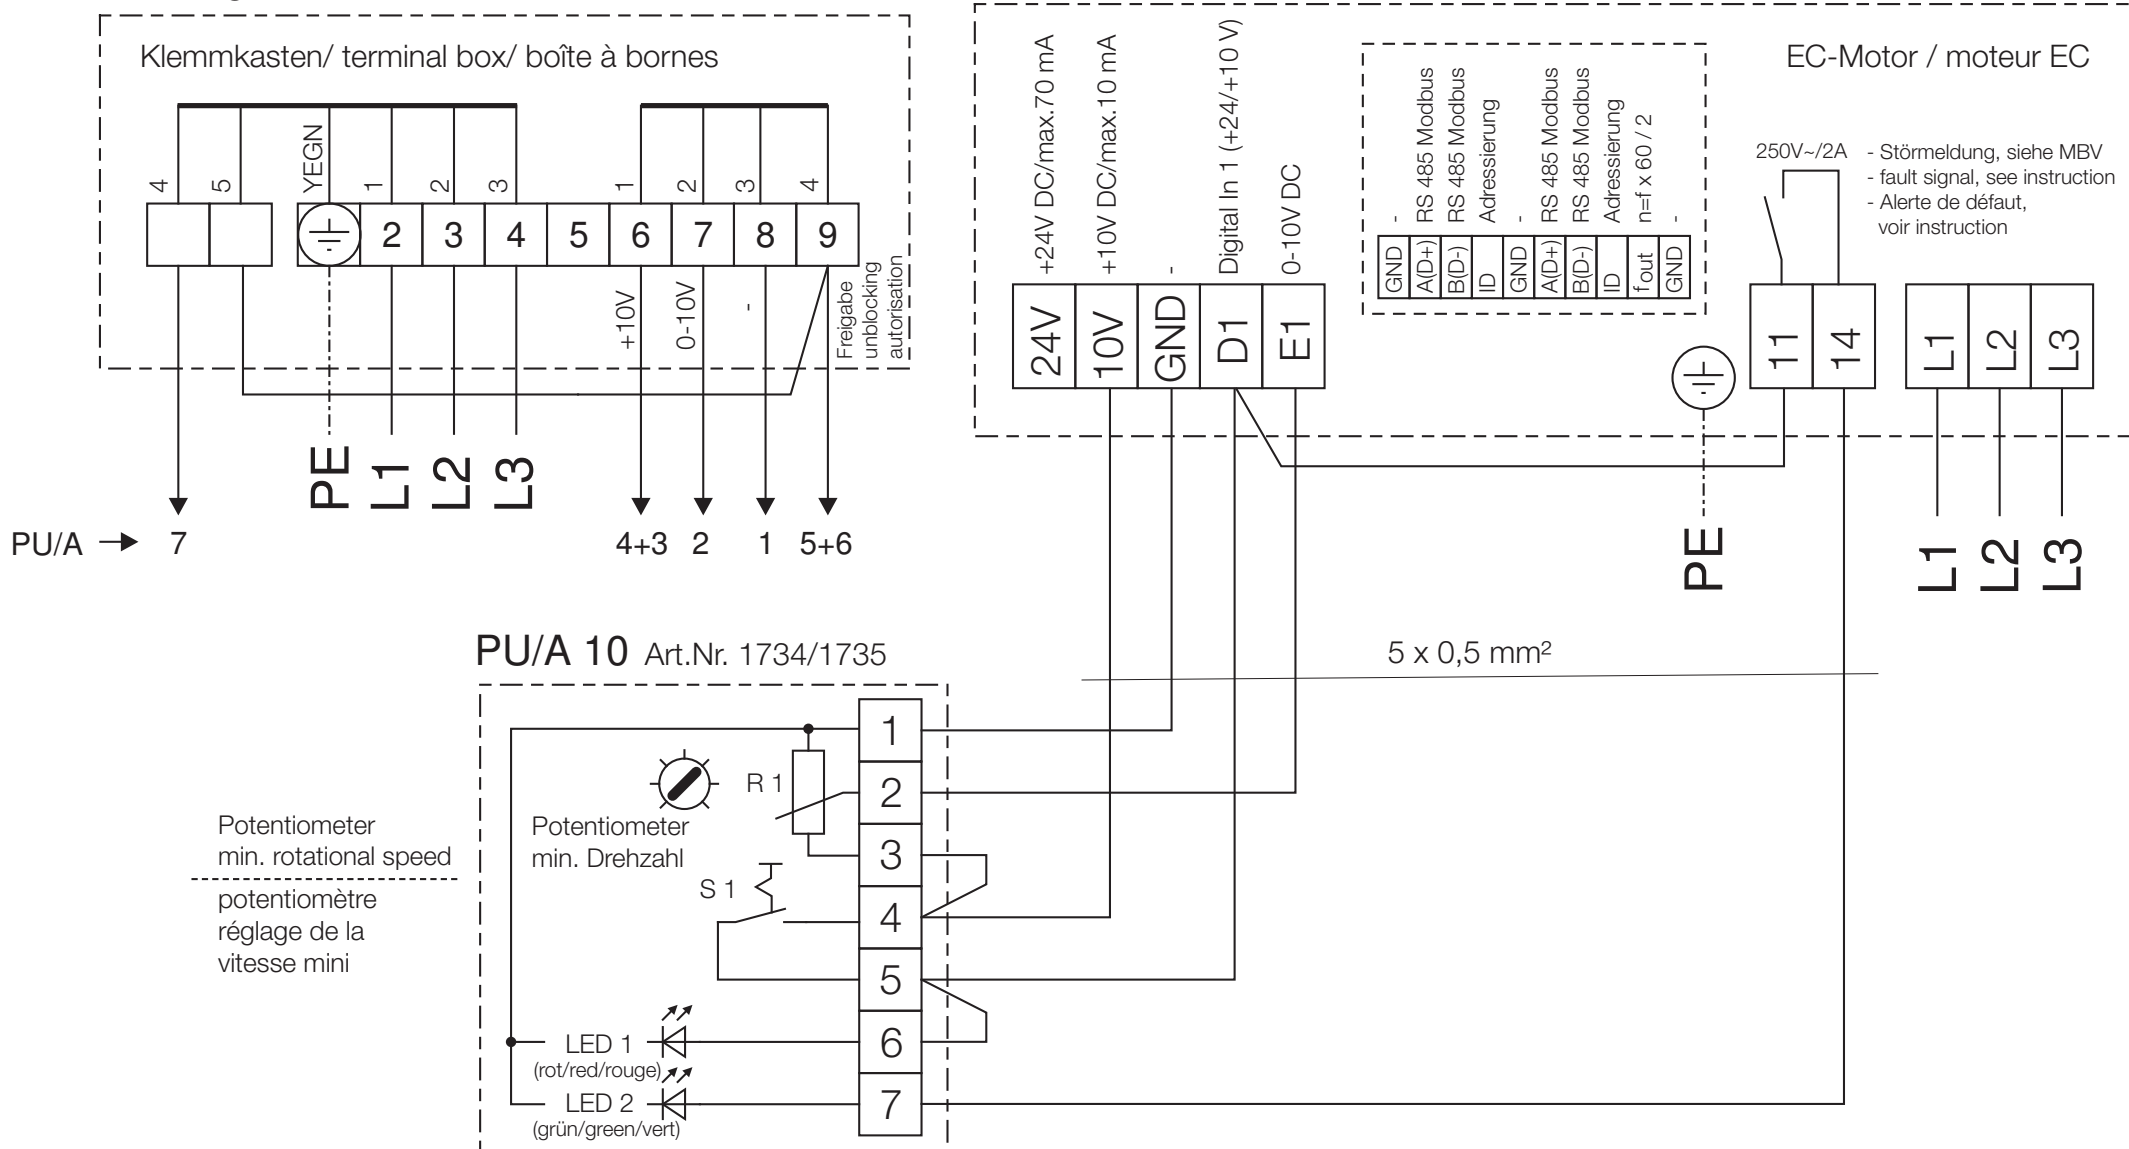 Klemmkasten/ terminal box/ boîte à bornes
4
5
YEGN
1
2
3
1
2
3
4
2
3
4
5
6
7
8
9
+10V
0-10V
-
Freigabe
unblocking
autorisation
PE
L1
L2
L3
PU/A
7
4+3
2
1
5+6
EC-Motor / moteur EC
+24V DC/max.70 mA
+10V DC/max.10 mA
-
Digital In 1 (+24/+10 V)
0-10V DC
24V
10V
GND
D1
E1
-
RS 485 Modbus
RS 485 Modbus
Adressierung
-
RS 485 Modbus
RS 485 Modbus
Adressierung
n=f x 60 / 2
-
GND
A(D+)
B(D-)
ID
GND
A(D+)
B(D-)
ID
fout
GND
250V~/2A
- Störmeldung, siehe MBV
- fault signal, see instruction
- Alerte de défaut,
voir instruction
11
14
L1
L2
L3
PE
L1
L2
L3
PU/A 10 Art.Nr. 1734/1735
5 x 0,5 mm²
1
2
3
4
5
6
7
R 1
Potentiometer
min. Drehzahl
S 1
LED 1
(rot/red/rouge)
LED 2
(grün/green/vert)
Potentiometer
min. rotational speed
potentiomètre
réglage de la
vitesse mini